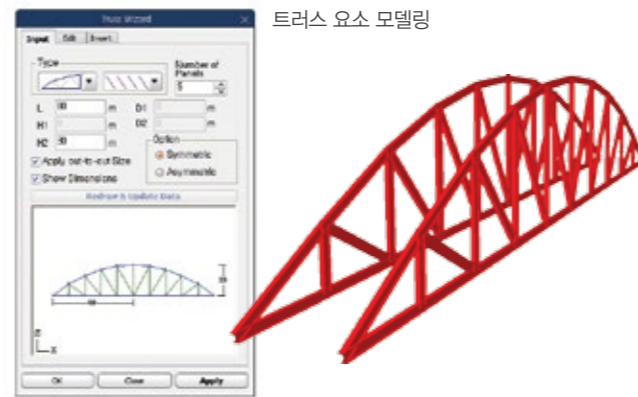 Truss Wizard
트러스 요소 모델링
Input Edit Insert
Type
Number of Panels
5
L m D1 m
H1 m D2 m
H2 30 m
Option
Symmetric
Asymmetric
Apply out-to-out Size
Show Dimensions
Redraw & Update Data
Z
X
OK Close Apply